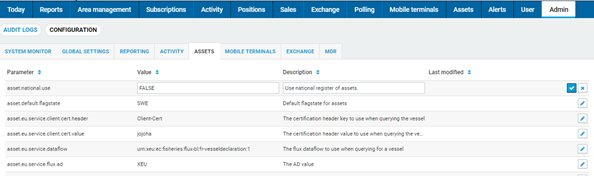 Today Reports Area management Subscriptions Activity Positions Sales Exchange Polling Mobile terminals Assets Alerts User Admin
AUDIT LOGS CONFIGURATION
SYSTEM MONITOR GLOBAL SETTINGS REPORTING ACTIVITY ASSETS MOBILE TERMINALS EXCHANGE MDR
Parameter Value Description Last modified
asset.national.use FALSE Use national register of assets.
asset.default.flagstate SWE Default flagstate for assets
asset.eu.service.client.cert.header Client-Cert The certification header key to use when querying the vessel
asset.eu.service.client.cert.value jojoha The certification header value to use when querying the ve...
asset.eu.service.dataflow urn:xeu:ec:fisheries:flux-bl:fr-vesseldeclaration:1 The flux dataflow to use when querying for a vessel
asset.eu.service.flux.ad XEU The AD value